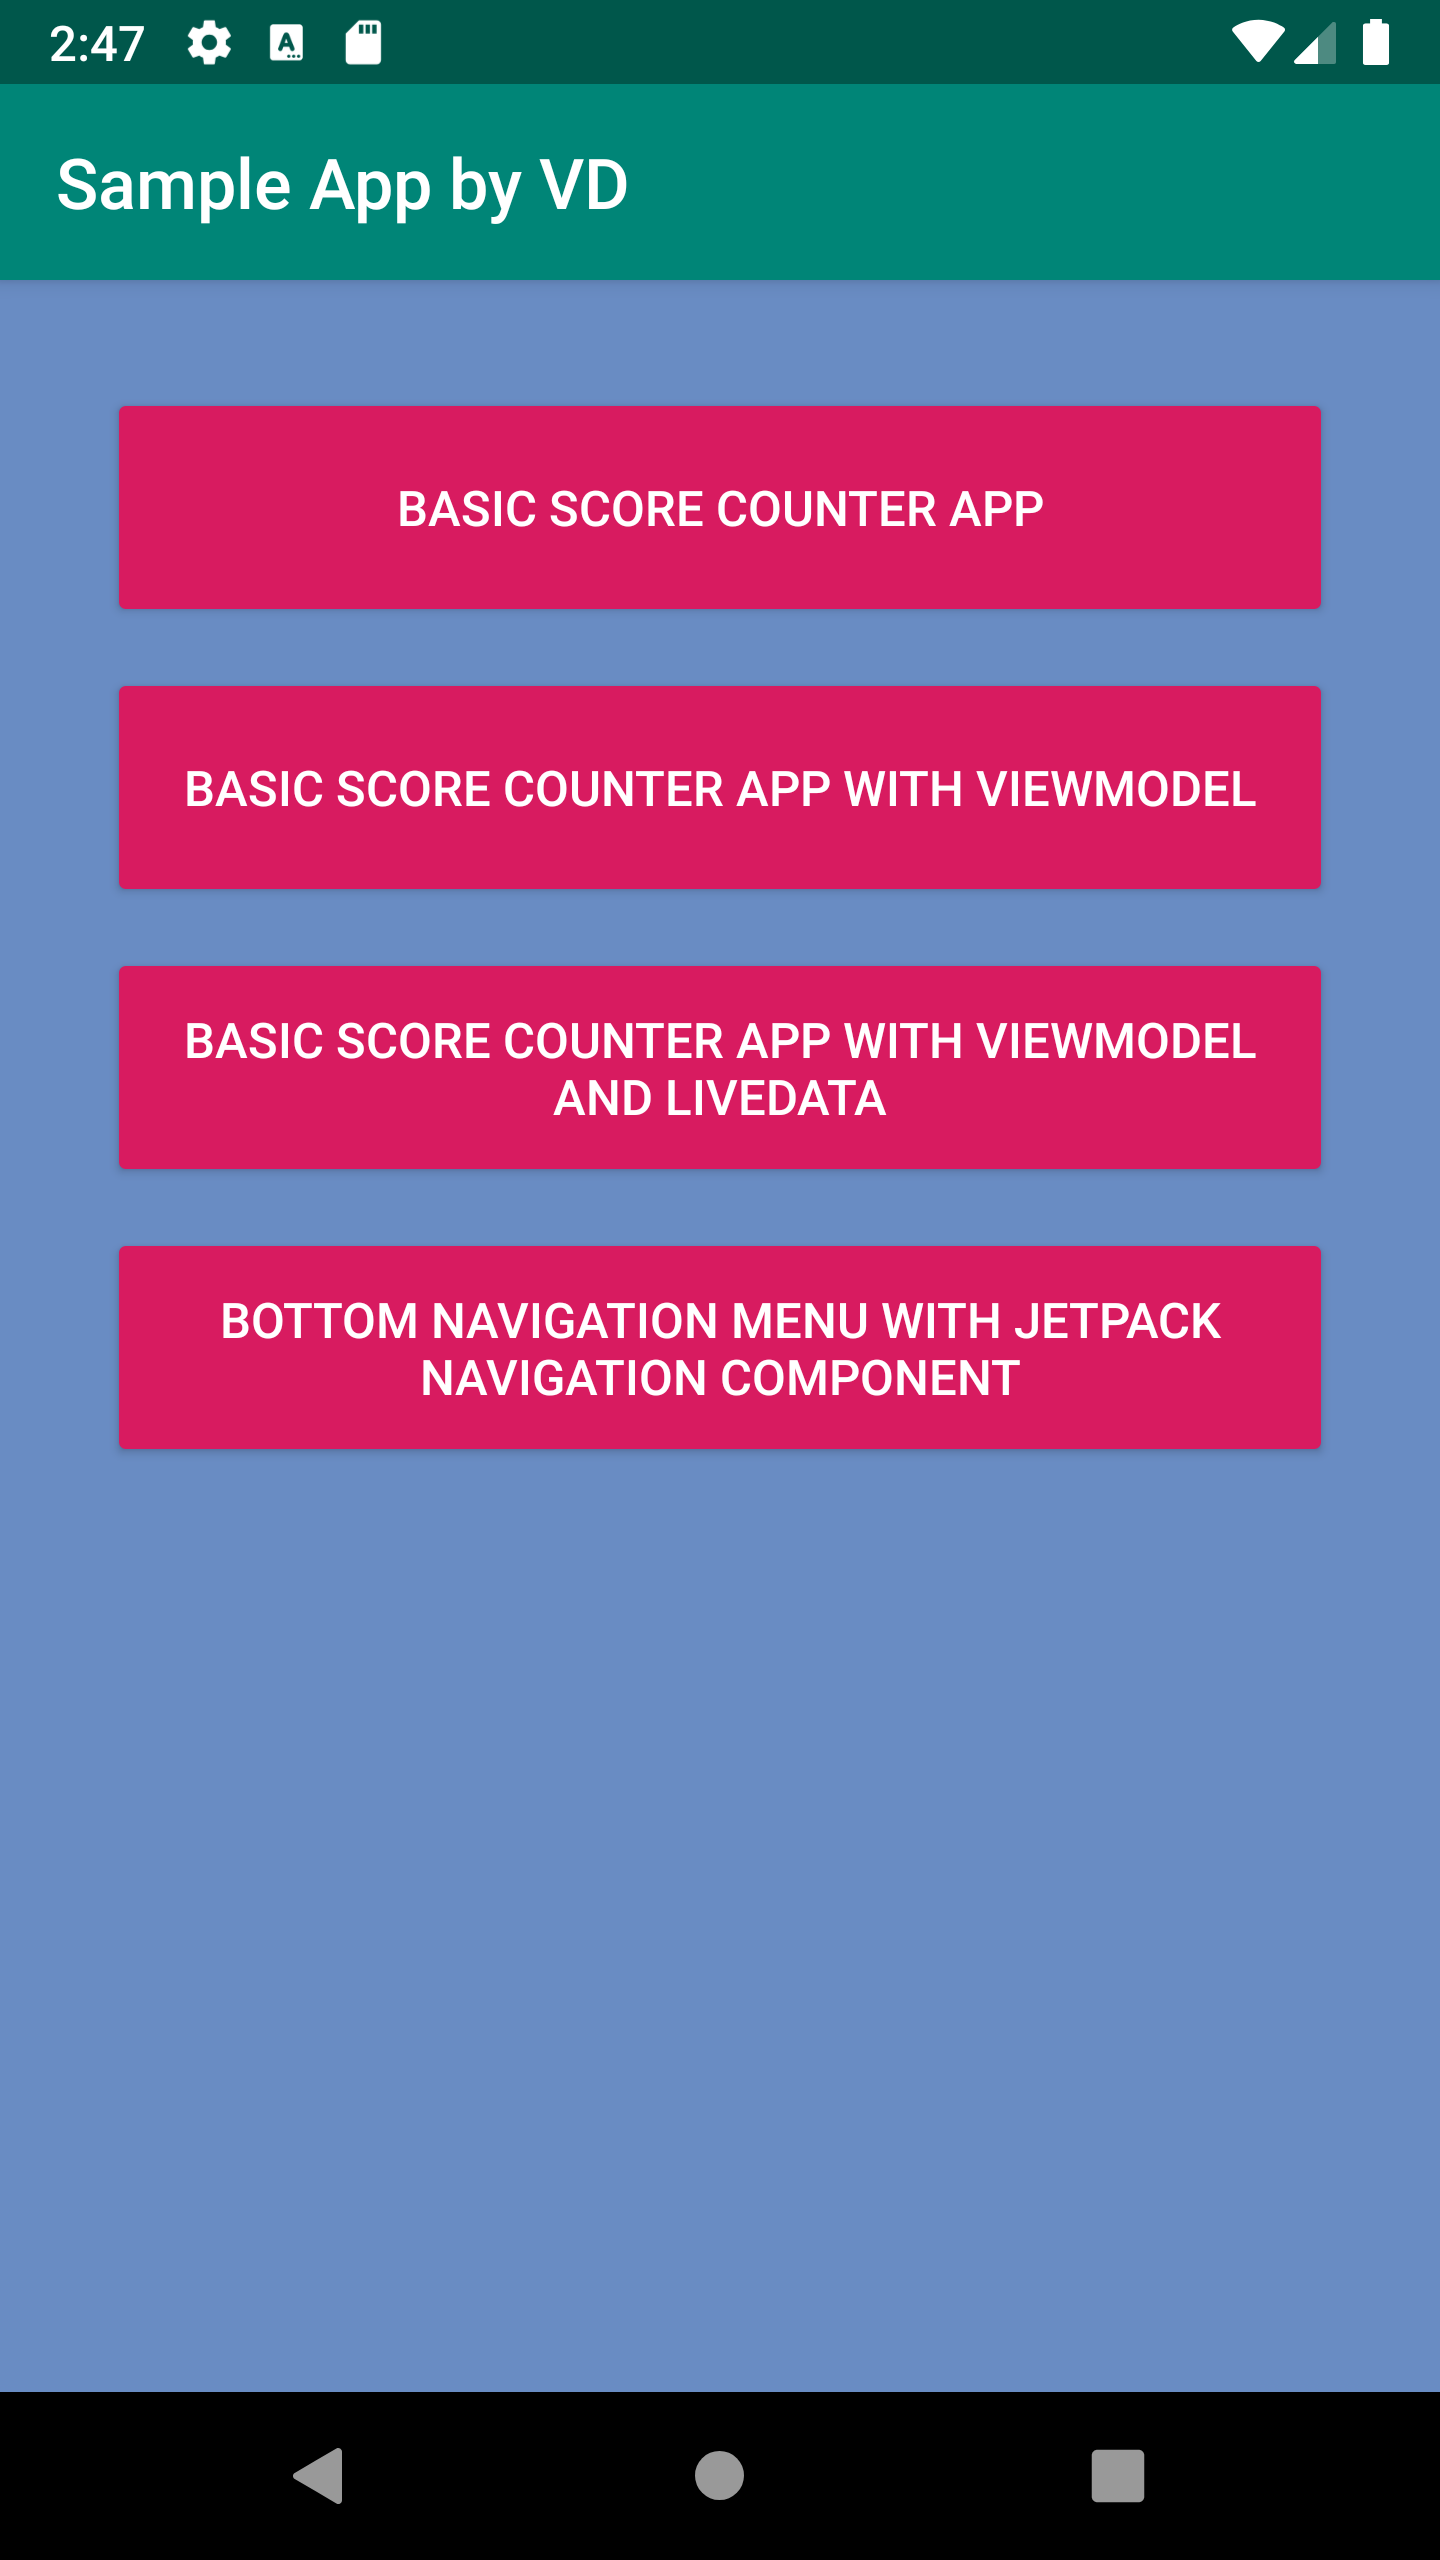 2:47
Sample App by VD
BASIC SCORE COUNTER APP
BASIC SCORE COUNTER APP WITH VIEWMODEL
BASIC SCORE COUNTER APP WITH VIEWMODEL
AND LIVEDATA
BOTTOM NAVIGATION MENU WITH JETPACK
NAVIGATION COMPONENT